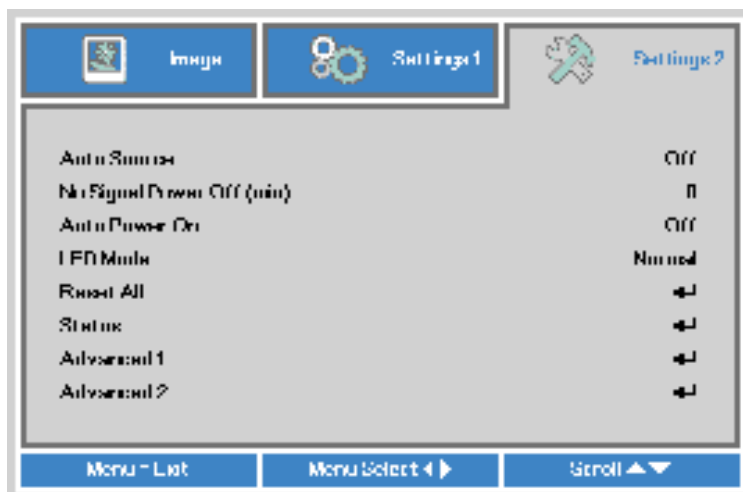 Image
Settings 1
Settings 2
Auto Source Off
No Signal Power Off (min) 0
Auto Power On Off
LED Mode Normal
Reset All
Status
Advanced 1
Advanced 2
Menu = Exit
Menu Select
Scroll